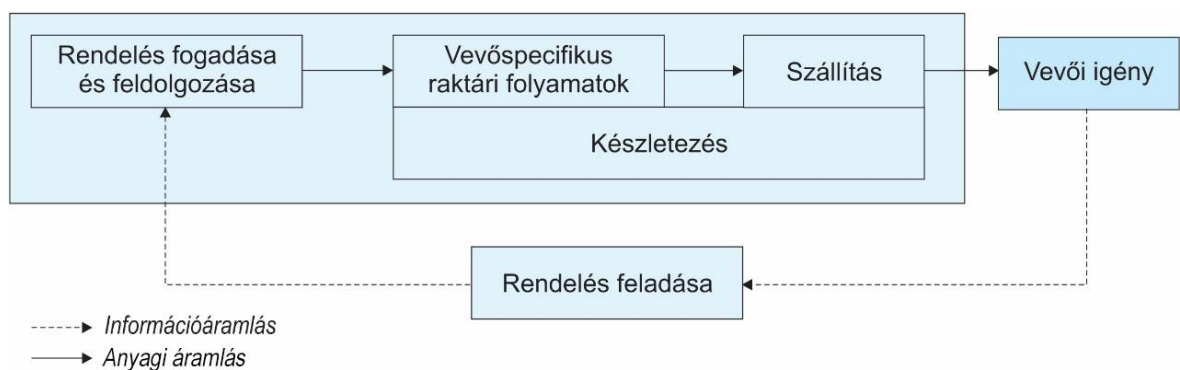 Rendelés fogadása
és feldolgozása
Vevőspecifikus
raktári folyamatok
Szállítás
Vevői igény
Készletezés
Rendelés feladása
Információáramlás
Anyagi áramlás